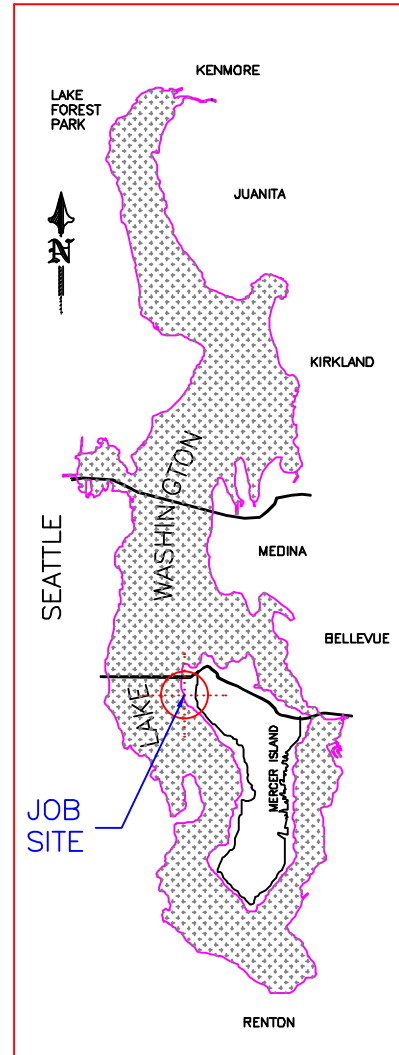 KENMORE
LAKE
FOREST
PARK
JUANITA
N
KIRKLAND
WASHINGTON
SEATTLE
MEDINA
BELLEVUE
LAKE
MERCER ISLAND
JOB
SITE
RENTON